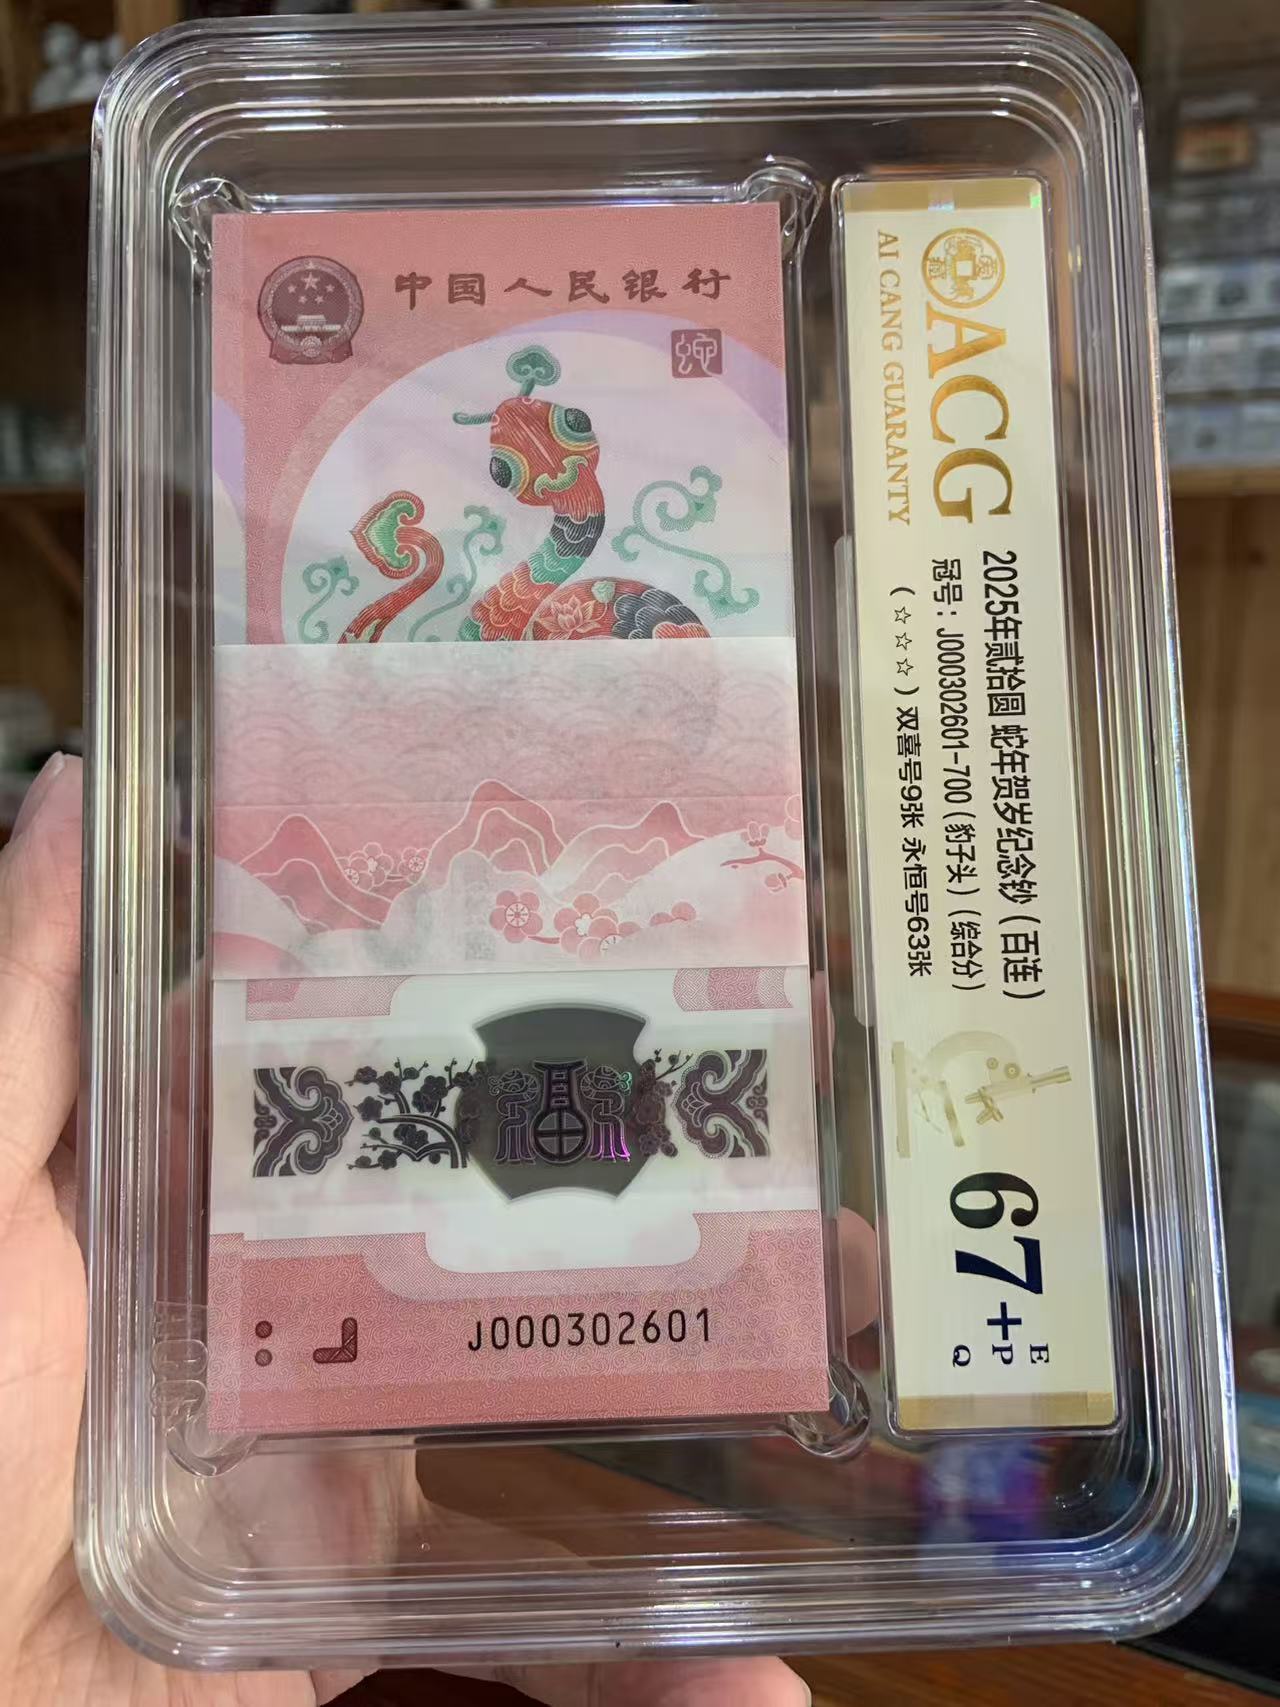 中国人民银行
蛇
J000302601
ACG
AI CANG GUARANTY
2025年贰拾圆 蛇年贺岁纪念钞(百连)
冠号:J000302601-700(豹子头)(综合分)
(☆☆☆)双喜号9张 永恒号63张
67+
E
P
Q